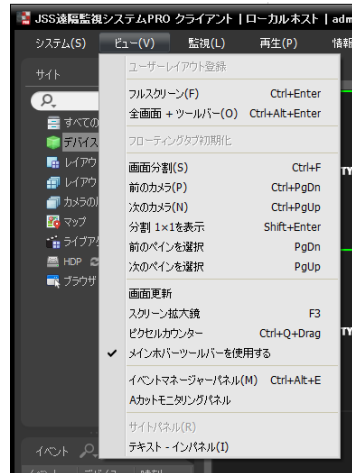 JSS遠隔監視システムPRO クライアント | ローカルホスト | adm
システム(S) ビュー(V) 監視(L) 再生(P) 情報
サイト
すべての
デバイス
レイアウ
レイアウ
カメラの
マップ
ライブア
HDP
ブラウザ
ユーザーレイアウト登録
フルスクリーン(F) Ctrl+Enter
全画面 + ツールバー(O) Ctrl+Alt+Enter
フローティングタブ初期化
画面分割(S) Ctrl+F
前のカメラ(P) Ctrl+PgDn
次のカメラ(N) Ctrl+PgUp
分割 1×1を表示 Shift+Enter
前のペインを選択 PgDn
次のペインを選択 PgUp
画面更新
スクリーン拡大鏡 F3
ピクセルカウンター Ctrl+Q+Drag
✓ メインホバーツールバーを使用する
イベントマネージャーパネル(M) Ctrl+Alt+E
Aカットモニタリングパネル
サイトパネル(R)
テキスト - インパネル(I)
TY
TY
イベント